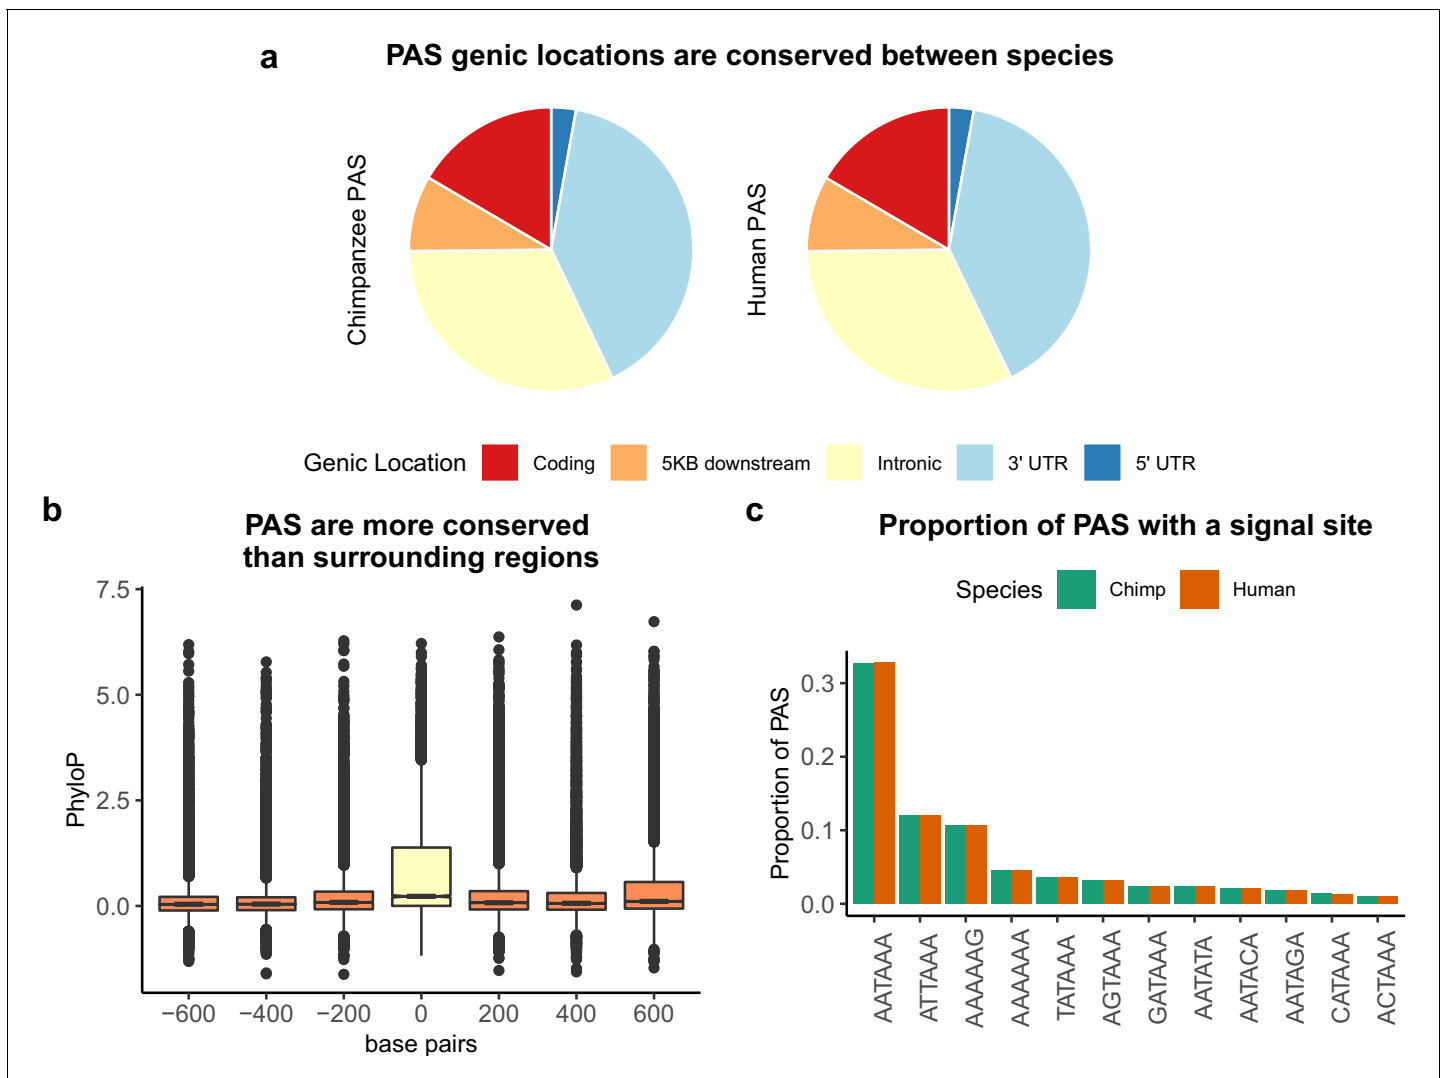 a
PAS genic locations are conserved between species
Chimpanzee PAS
Human PAS
Genic Location
Coding
5KB downstream
Intronic
3' UTR
5' UTR
b
PAS are more conserved
than surrounding regions
PhyloP
7.5
5.0
2.5
0.0
−600
−400
−200
0
200
400
600
base pairs
c
Proportion of PAS with a signal site
Species
Chimp
Human
Proportion of PAS
0.3
0.2
0.1
0.0
AATAAA
ATTAAA
AAAAAG
AAAAAA
TATAAA
AGTAAA
GATAAA
AATATA
AATACA
AATAGA
CATAAA
ACTAAA